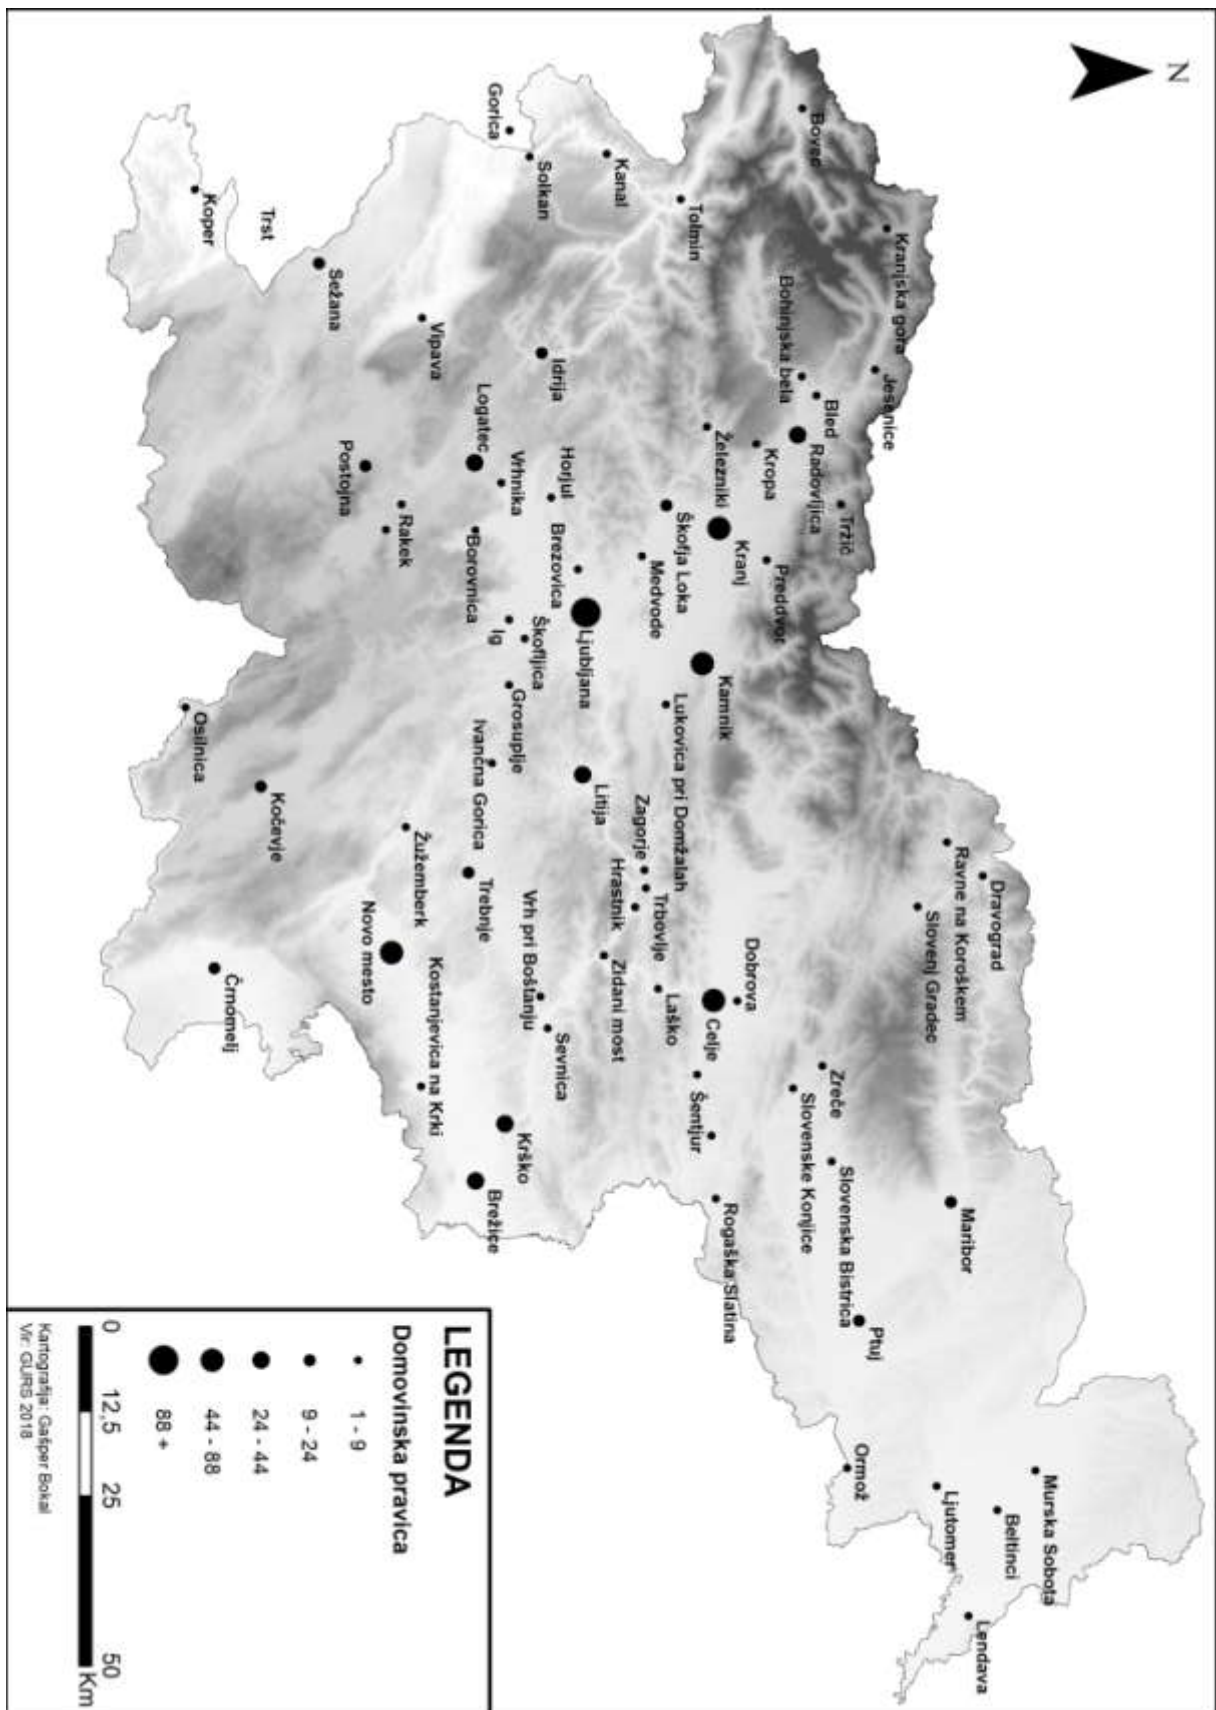 N
Bovec
Kranjska gora
Jesenice
Bohinjska bela
Bled
Radovljica
Tržič
Kropa
Železniki
Preddvor
Kranj
Škofja Loka
Medvode
Kamnik
Lukovica pri Domžalah
Tolmin
Kanal
Solkan
Gorica
Idrija
Vipava
Trst
Koper
Sežana
Logatec
Vrhnika
Horjul
Brezovica
Ljubljana
Borovnica
Rakek
Postojna
Ig
Škofljica
Grosuplje
Ivančna Gorica
Litija
Zagorje
Trbovlje
Hrastnik
Zidani most
Laško
Celje
Dobrova
Šentjur
Rogaška Slatina
Zreče
Slovenske Konjice
Slovenska Bistrica
Ravne na Koroškem
Dravograd
Slovenj Gradec
Maribor
Ptuj
Ormož
Ljutomer
Murska Sobota
Beltinci
Lendava
Osilnica
Kočevje
Črnomelj
Žužemberk
Trebnje
Novo mesto
Vrh pri Boštanju
Sevnica
Kostanjevica na Krki
Krško
Brežice
LEGENDA
Domovinska pravica
1 - 9
9 - 24
24 - 44
44 - 88
88 +
0 12,5 25 50
Km
Kartografija: Gašper Bokal
Vir: GURS 2018